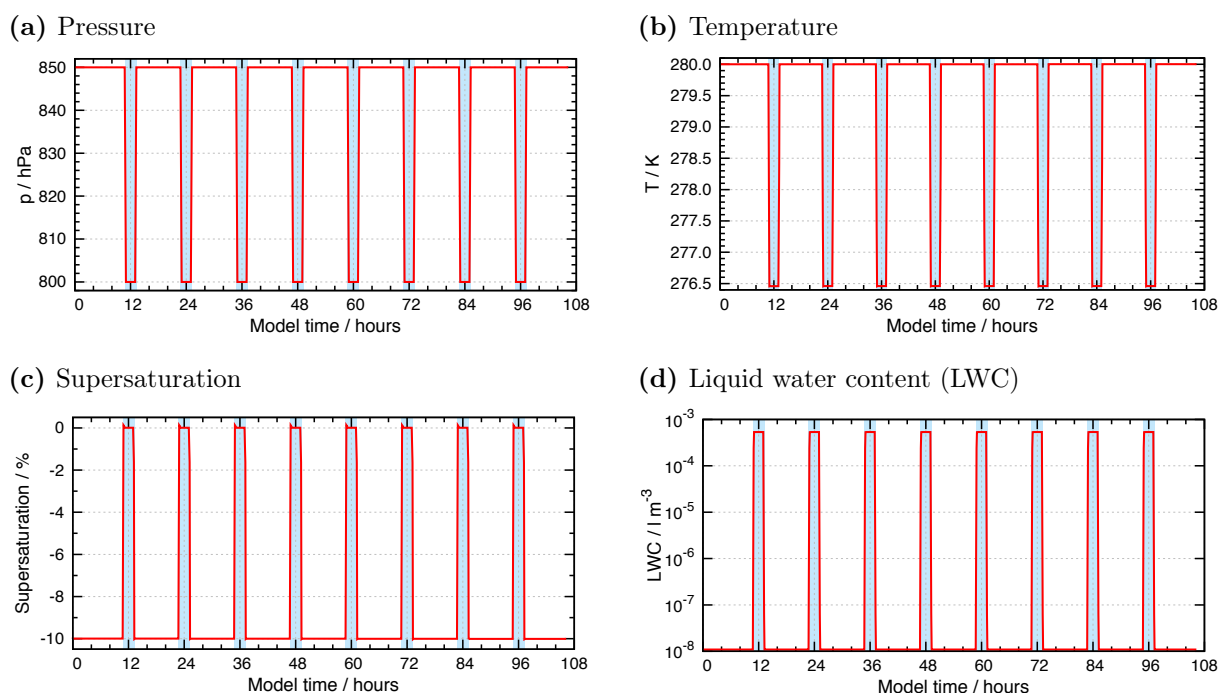 (a) Pressure
850
840
830
820
810
800
p / hPa
0 12 24 36 48 60 72 84 96 108
Model time / hours
(b) Temperature
280.0
279.5
279.0
278.5
278.0
277.5
277.0
276.5
T / K
0 12 24 36 48 60 72 84 96 108
Model time / hours
(c) Supersaturation
0
-2
-4
-6
-8
-10
Supersaturation / %
0 12 24 36 48 60 72 84 96 108
Model time / hours
(d) Liquid water content (LWC)
10⁻³
10⁻⁴
10⁻⁵
10⁻⁶
10⁻⁷
10⁻⁸
LWC / l m⁻³
0 12 24 36 48 60 72 84 96 108
Model time / hours